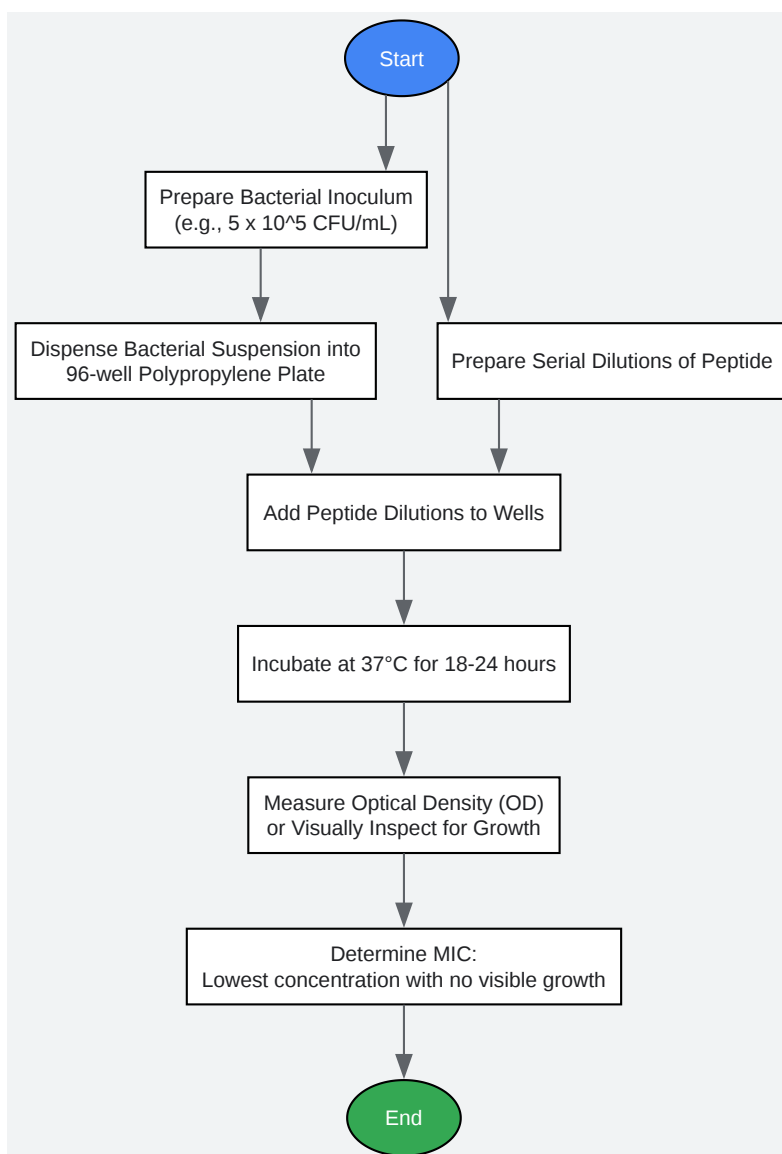 Start
Prepare Bacterial Inoculum
(e.g., 5 x 10^5 CFU/mL)
Dispense Bacterial Suspension into
96-well Polypropylene Plate
Prepare Serial Dilutions of Peptide
Add Peptide Dilutions to Wells
Incubate at 37°C for 18-24 hours
Measure Optical Density (OD)
or Visually Inspect for Growth
Determine MIC:
Lowest concentration with no visible growth
End